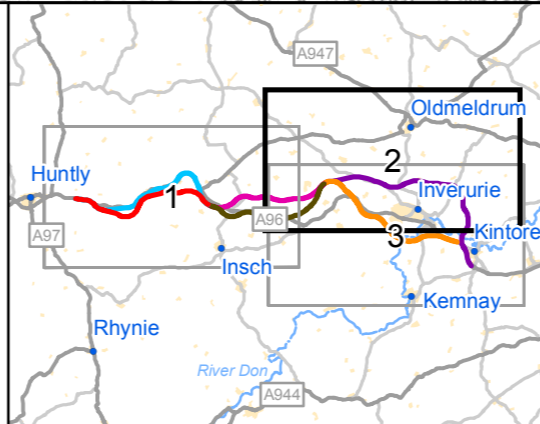 A947
Oldmeldrum
2
Huntly
1
Inverurie
A96
A97
3
Kintore
Insch
Kemnay
Rhynie
River Don
A944